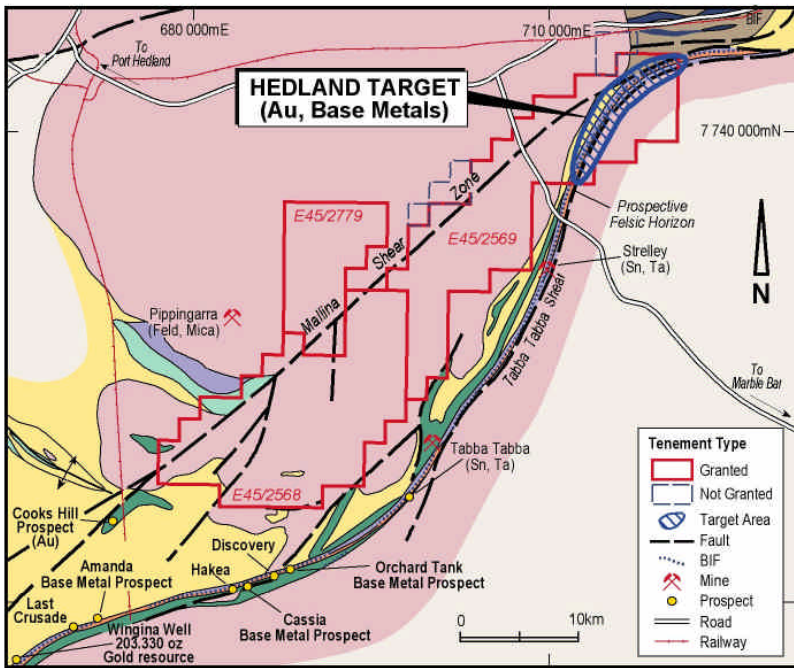 680 000mE
710 000mE
BIF
To
Port Hedland
HEDLAND TARGET
(Au, Base Metals)
7 740 000mN
Prospective
Felsic Horizon
E45/2779
Zone
E45/2569
Shear
Mallina
Strelley
(Sn, Ta)
N
Pippingarra
(Feld, Mica)
Tabba Tabba Shear
To
Marble Bar
Tabba Tabba
(Sn, Ta)
E45/2568
Cooks Hill
Prospect
(Au)
Discovery
Amanda
Base Metal Prospect
Hakea
Orchard Tank
Base Metal Prospect
Last
Crusade
Cassia
Base Metal Prospect
Wingina Well
203.330 oz
Gold resource
0 10km
Tenement Type
Granted
Not Granted
Target Area
Fault
BIF
Mine
Prospect
Road
Railway